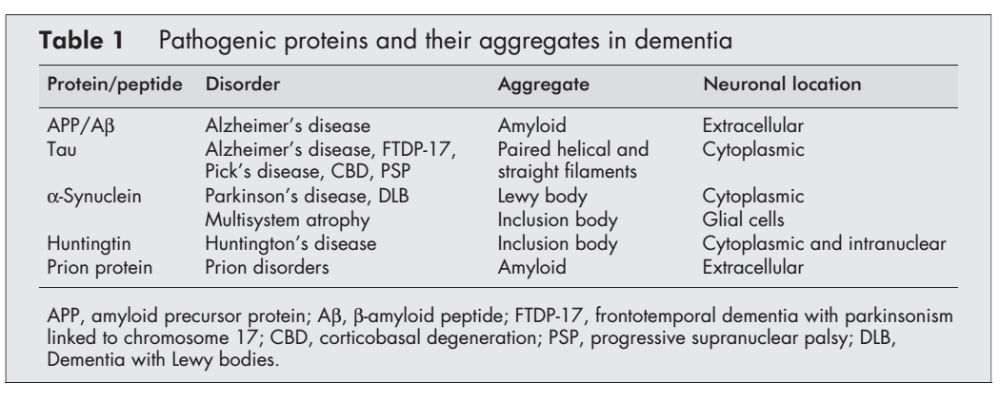 Table 1 Pathogenic proteins and their aggregates in dementia
Protein/peptide Disorder Aggregate Neuronal location
APP/Aβ Alzheimer's disease Amyloid Extracellular
Tau Alzheimer's disease, FTDP-17, Paired helical and Cytoplasmic
Pick's disease, CBD, PSP straight filaments
α-Synuclein Parkinson's disease, DLB Lewy body Cytoplasmic
Multisystem atrophy Inclusion body Glial cells
Huntingtin Huntington's disease Inclusion body Cytoplasmic and intranuclear
Prion protein Prion disorders Amyloid Extracellular
APP, amyloid precursor protein; Aβ, β-amyloid peptide; FTDP-17, frontotemporal dementia with parkinsonism
linked to chromosome 17; CBD, corticobasal degeneration; PSP, progressive supranuclear palsy; DLB,
Dementia with Lewy bodies.